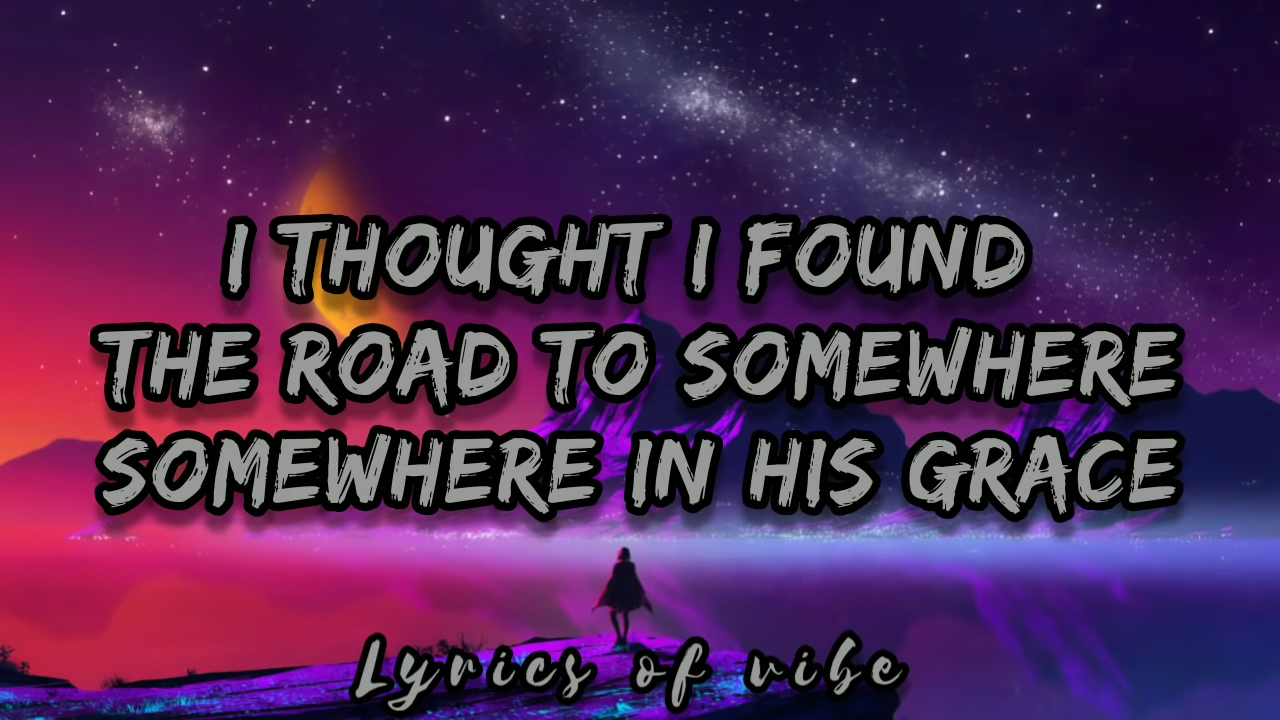 I THOUGHT I FOUND
THE ROAD TO SOMEWHERE
SOMEWHERE IN HIS GRACE
Lyrics of vibe